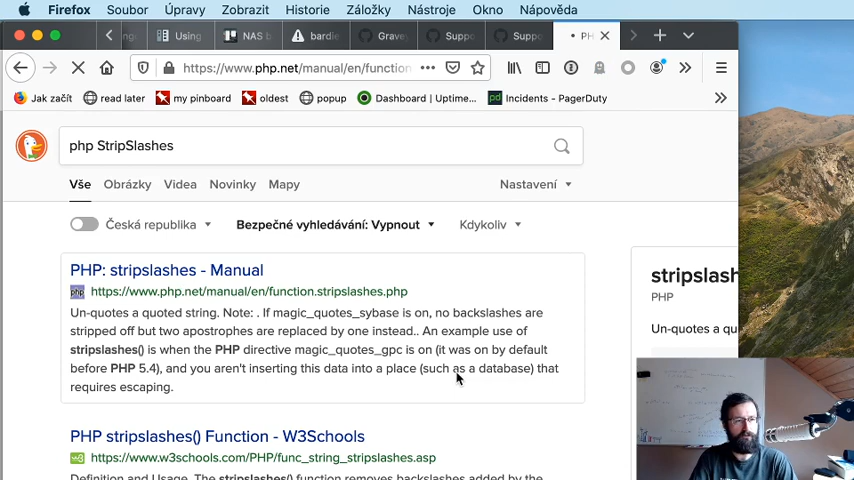 Firefox Soubor Úpravy Zobrazit Historie Záložky Nástroje Okno Nápověda
Using NAS b bardie Grave Suppo Suppo PH
https://www.php.net/manual/en/function
Jak začít read later my pinboard oldest popup Dashboard | Uptime... Incidents - PagerDuty
php StripSlashes
Vše Obrázky Videa Novinky Mapy Nastavení
Česká republika Bezpečné vyhledávání: Vypnout Kdykoliv
PHP: stripslashes - Manual
https://www.php.net/manual/en/function.stripslashes.php
Un-quotes a quoted string. Note: . If magic_quotes_sybase is on, no backslashes are
stripped off but two apostrophes are replaced by one instead.. An example use of
stripslashes() is when the PHP directive magic_quotes_gpc is on (it was on by default
before PHP 5.4), and you aren't inserting this data into a place (such as a database) that
requires escaping.
stripslash
PHP
Un-quotes a qu
PHP stripslashes() Function - W3Schools
https://www.w3schools.com/PHP/func_string_stripslashes.asp
Definition and Usage. The stripslashes() function removes backslashes added by the